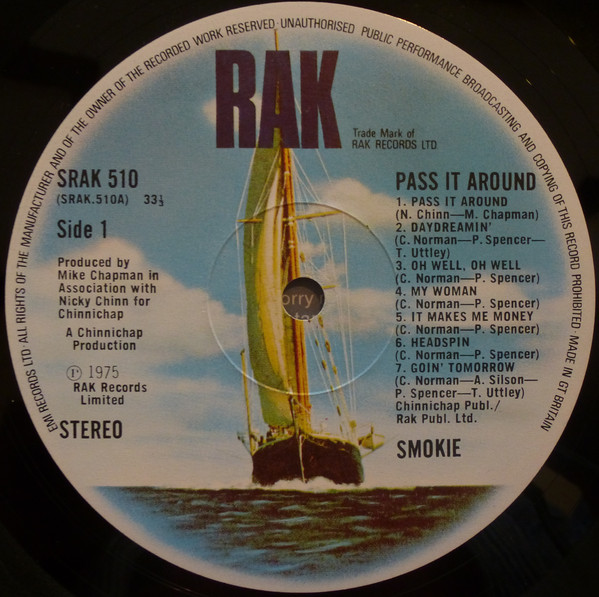 EMI RECORDS LTD · ALL RIGHTS OF THE MANUFACTURER AND OF THE OWNER OF THE RECORDED WORK RESERVED · UNAUTHORISED PUBLIC PERFORMANCE BROADCASTING AND COPYING OF THIS RECORD PROHIBITED · MADE IN GT BRITAIN
RAK
Trade Mark of
RAK RECORDS LTD.
SRAK 510
(SRAK.510A) 33⅓
Side 1
Produced by
Mike Chapman in
Association with
Nicky Chinn for
Chinnichap
A Chinnichap
Production
Ⓟ 1975
RAK Records
Limited
STEREO
PASS IT AROUND
1. PASS IT AROUND
(N. Chinn—M. Chapman)
2. DAYDREAMIN'
(C. Norman—P. Spencer—
T. Uttley)
3. OH WELL, OH WELL
(C. Norman—P. Spencer)
4. MY WOMAN
(C. Norman—P. Spencer)
5. IT MAKES ME MONEY
(C. Norman—P. Spencer)
6. HEADSPIN
(C. Norman—P. Spencer)
7. GOIN' TOMORROW
(C. Norman—A. Silson—
P. Spencer—T. Uttley)
Chinnichap Publ./
Rak Publ. Ltd.
SMOKIE